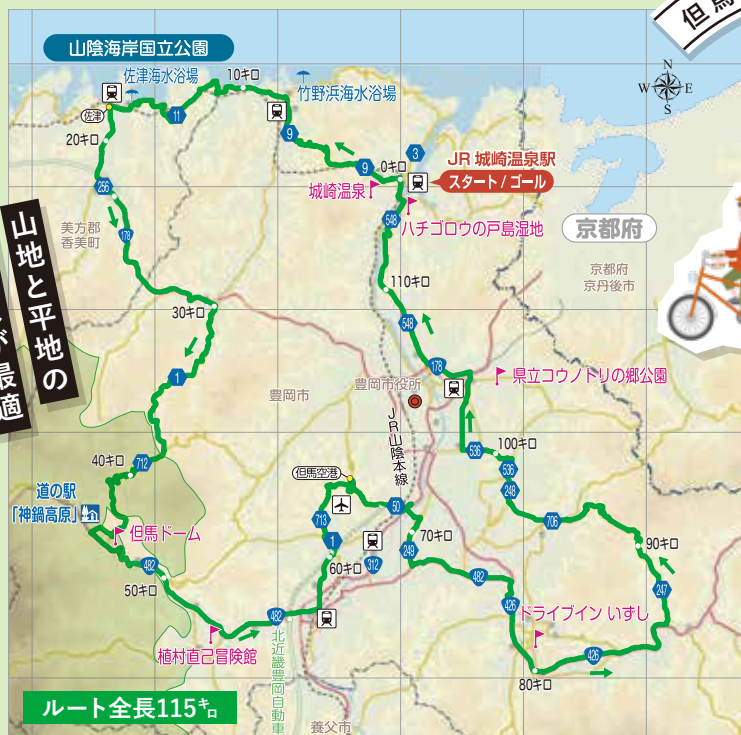 但馬
山陰海岸国立公園
佐津海水浴場
10キロ
竹野浜海水浴場
N
W
E
S
佐津
11
20キロ
9
9
0キロ
3
JR 城崎温泉駅
スタート / ゴール
城崎温泉
256
548
ハチゴロウの戸島湿地
京都府
美方郡
香美町
178
京都府
京丹後市
山地と平地の
が最適
110キロ
30キロ
548
1
178
県立コウノトリの郷公園
豊岡市
豊岡市役所
JR山陰本線
536
100キロ
40キロ
712
但馬空港
536
248
道の駅
「神鍋高原」
但馬ドーム
713
50
706
1
70キロ
249
90キロ
482
60キロ
312
50キロ
482
247
426
ドライブイン いずし
482
植村直己冒険館
426
80キロ
北近畿豊岡自動車
ルート全長115キロ
養父市